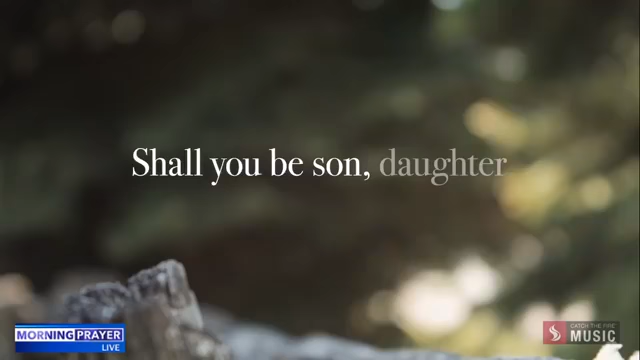 Shall you be son, daughter
MORNING PRAYER
LIVE
CATCH THE FIRE
MUSIC